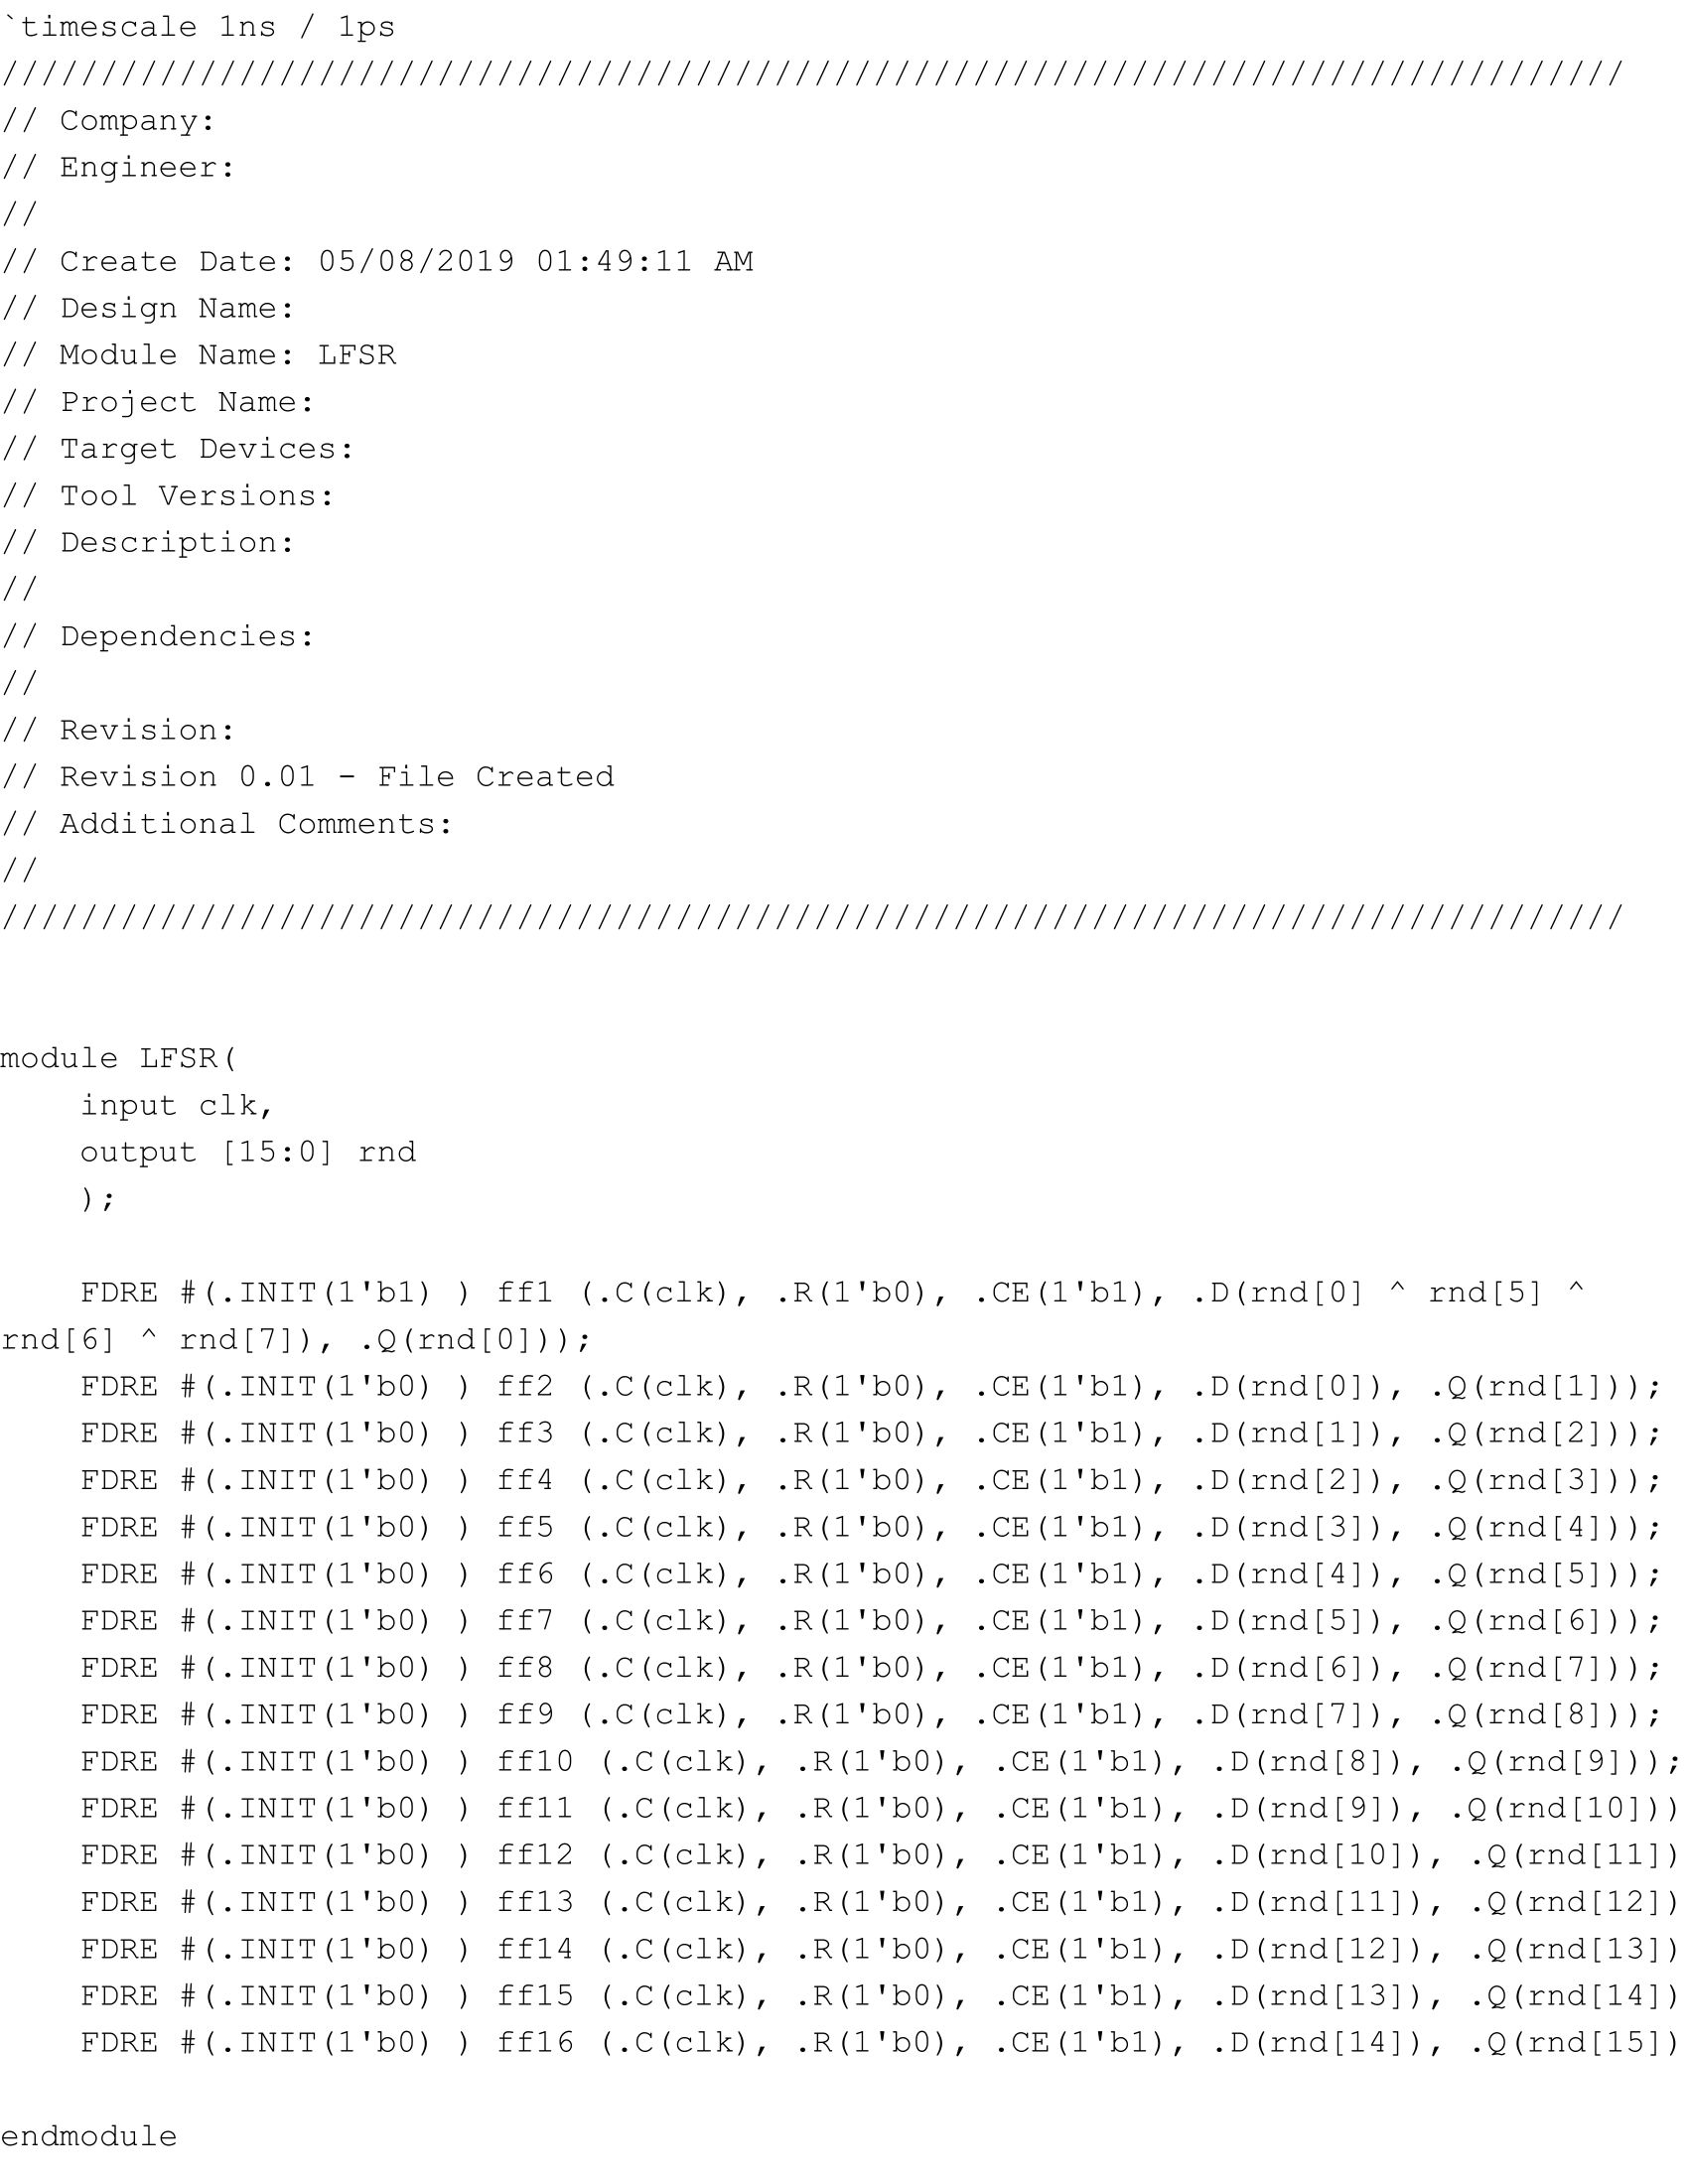 `timescale 1ns / 1ps
//////////////////////////////////////////////////////////////////////////////////
// Company:
// Engineer:
//
// Create Date: 05/08/2019 01:49:11 AM
// Design Name:
// Module Name: LFSR
// Project Name:
// Target Devices:
// Tool Versions:
// Description:
//
// Dependencies:
//
// Revision:
// Revision 0.01 - File Created
// Additional Comments:
//
//////////////////////////////////////////////////////////////////////////////////
module LFSR(
    input clk,
    output [15:0] rnd
    );
    FDRE #(.INIT(1'b1) ) ff1 (.C(clk), .R(1'b0), .CE(1'b1), .D(rnd[0] ^ rnd[5] ^
rnd[6] ^ rnd[7]), .Q(rnd[0]));
    FDRE #(.INIT(1'b0) ) ff2 (.C(clk), .R(1'b0), .CE(1'b1), .D(rnd[0]), .Q(rnd[1]));
    FDRE #(.INIT(1'b0) ) ff3 (.C(clk), .R(1'b0), .CE(1'b1), .D(rnd[1]), .Q(rnd[2]));
    FDRE #(.INIT(1'b0) ) ff4 (.C(clk), .R(1'b0), .CE(1'b1), .D(rnd[2]), .Q(rnd[3]));
    FDRE #(.INIT(1'b0) ) ff5 (.C(clk), .R(1'b0), .CE(1'b1), .D(rnd[3]), .Q(rnd[4]));
    FDRE #(.INIT(1'b0) ) ff6 (.C(clk), .R(1'b0), .CE(1'b1), .D(rnd[4]), .Q(rnd[5]));
    FDRE #(.INIT(1'b0) ) ff7 (.C(clk), .R(1'b0), .CE(1'b1), .D(rnd[5]), .Q(rnd[6]));
    FDRE #(.INIT(1'b0) ) ff8 (.C(clk), .R(1'b0), .CE(1'b1), .D(rnd[6]), .Q(rnd[7]));
    FDRE #(.INIT(1'b0) ) ff9 (.C(clk), .R(1'b0), .CE(1'b1), .D(rnd[7]), .Q(rnd[8]));
    FDRE #(.INIT(1'b0) ) ff10 (.C(clk), .R(1'b0), .CE(1'b1), .D(rnd[8]), .Q(rnd[9]));
    FDRE #(.INIT(1'b0) ) ff11 (.C(clk), .R(1'b0), .CE(1'b1), .D(rnd[9]), .Q(rnd[10]))
    FDRE #(.INIT(1'b0) ) ff12 (.C(clk), .R(1'b0), .CE(1'b1), .D(rnd[10]), .Q(rnd[11])
    FDRE #(.INIT(1'b0) ) ff13 (.C(clk), .R(1'b0), .CE(1'b1), .D(rnd[11]), .Q(rnd[12])
    FDRE #(.INIT(1'b0) ) ff14 (.C(clk), .R(1'b0), .CE(1'b1), .D(rnd[12]), .Q(rnd[13])
    FDRE #(.INIT(1'b0) ) ff15 (.C(clk), .R(1'b0), .CE(1'b1), .D(rnd[13]), .Q(rnd[14])
    FDRE #(.INIT(1'b0) ) ff16 (.C(clk), .R(1'b0), .CE(1'b1), .D(rnd[14]), .Q(rnd[15])
endmodule